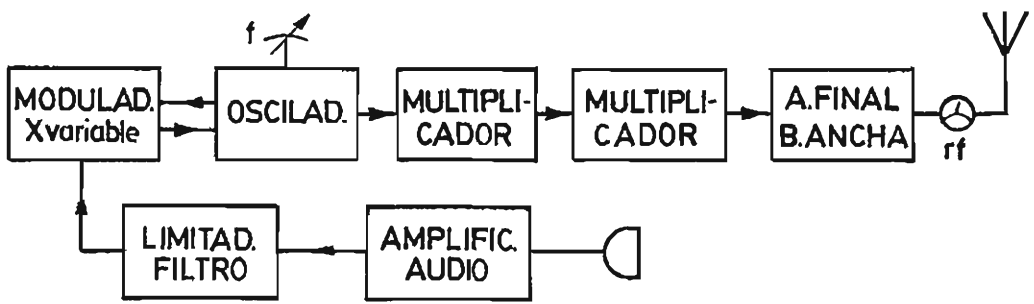 f
MODULAD.
Xvariable
OSCILAD.
MULTIPLI-
CADOR
MULTIPLI-
CADOR
A.FINAL
B.ANCHA
rf
LIMITAD.
FILTRO
AMPLIFIC.
AUDIO